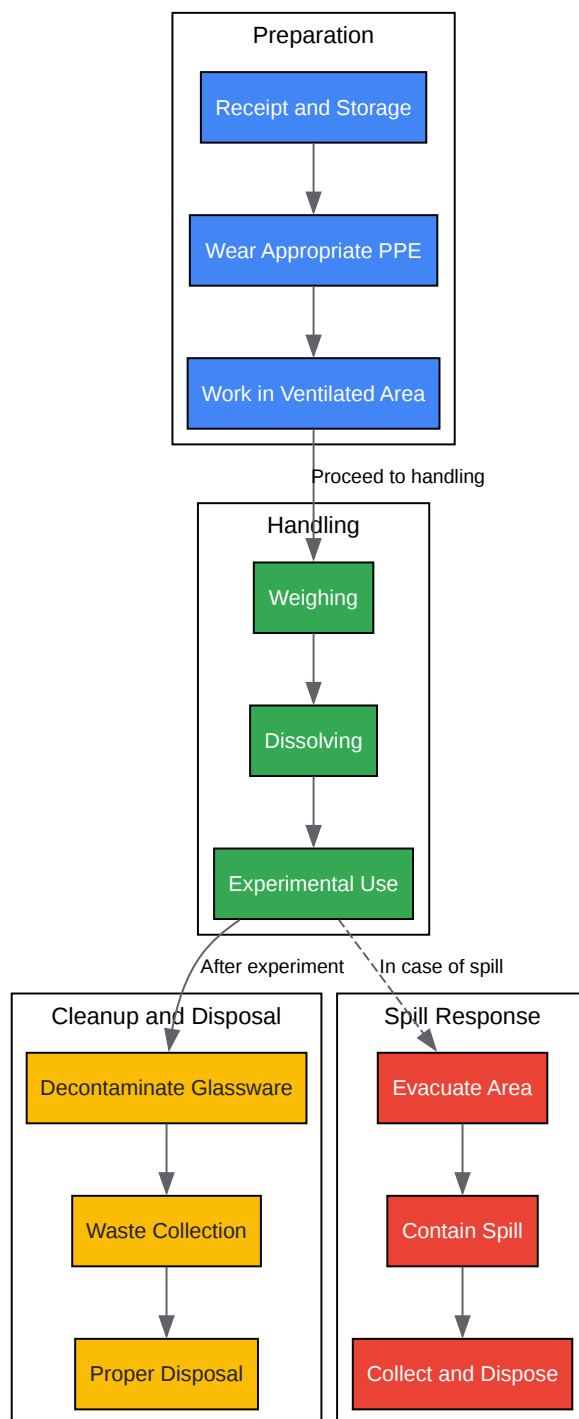 Preparation
Receipt and Storage
Wear Appropriate PPE
Work in Ventilated Area
Proceed to handling
Handling
Weighing
Dissolving
Experimental Use
After experiment
In case of spill
Cleanup and Disposal
Decontaminate Glassware
Waste Collection
Proper Disposal
Spill Response
Evacuate Area
Contain Spill
Collect and Dispose